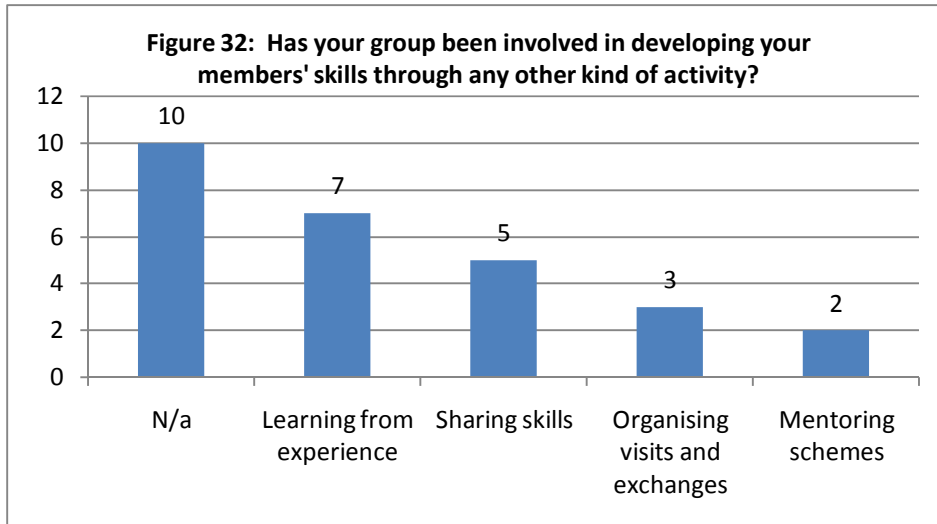 Figure 32:  Has your group been involved in developing your
members' skills through any other kind of activity?
12
10
8
6
4
2
0
10
7
5
3
2
N/a
Learning from
experience
Sharing skills
Organising
visits and
exchanges
Mentoring
schemes